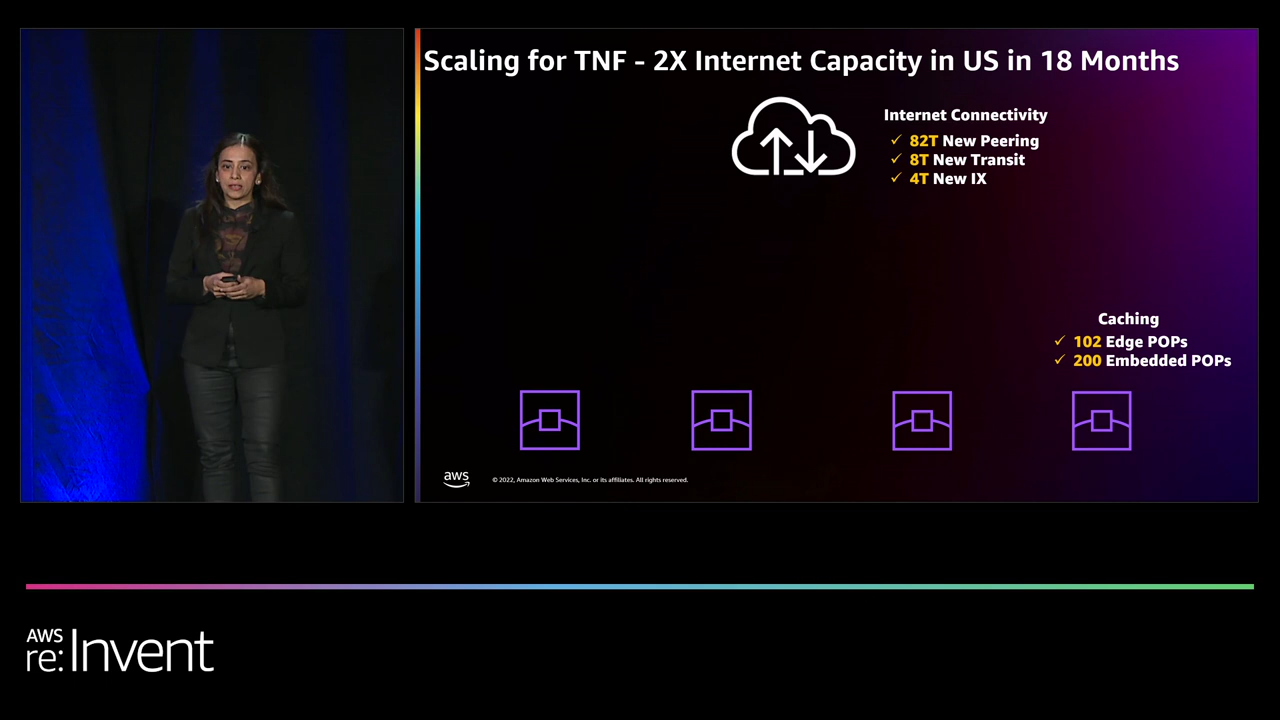 Scaling for TNF - 2X Internet Capacity in US in 18 Months
Internet Connectivity
✓ 82T New Peering
✓ 8T New Transit
✓ 4T New IX
Caching
✓ 102 Edge POPs
✓ 200 Embedded POPs
aws
© 2022, Amazon Web Services, Inc. or its affiliates. All rights reserved.
AWS
re:Invent